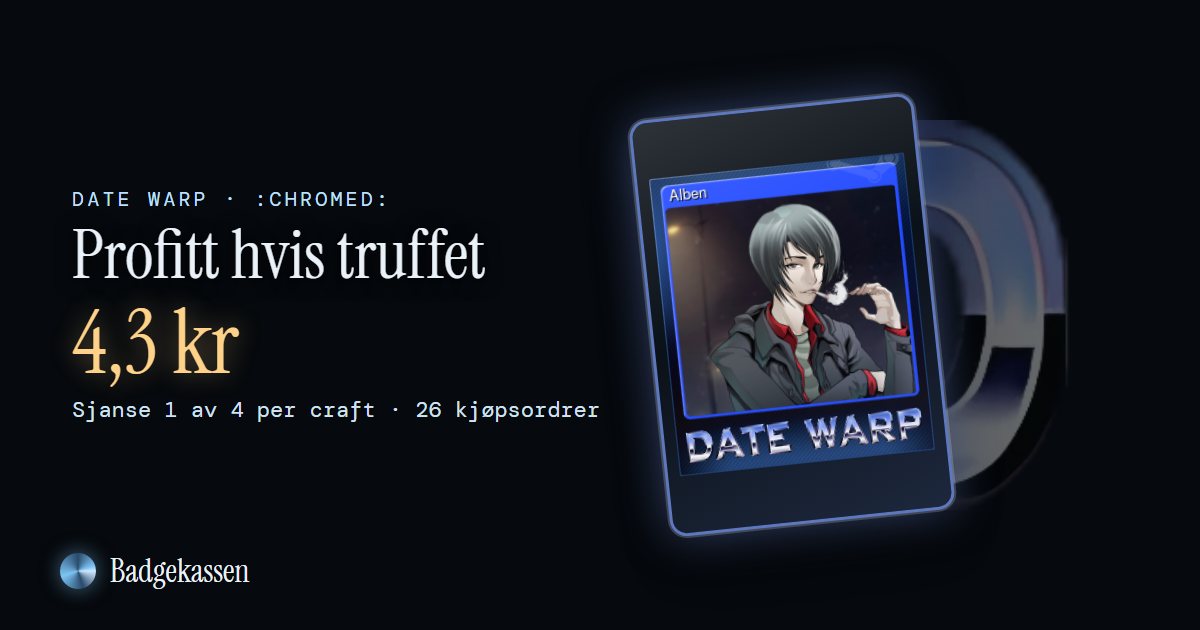 DATE WARP · :CHROMED:
Profitt hvis truffet
4,3 kr
Sjanse 1 av 4 per craft · 26 kjøpsordrer
Badgekassen
Alben
DATE WARP